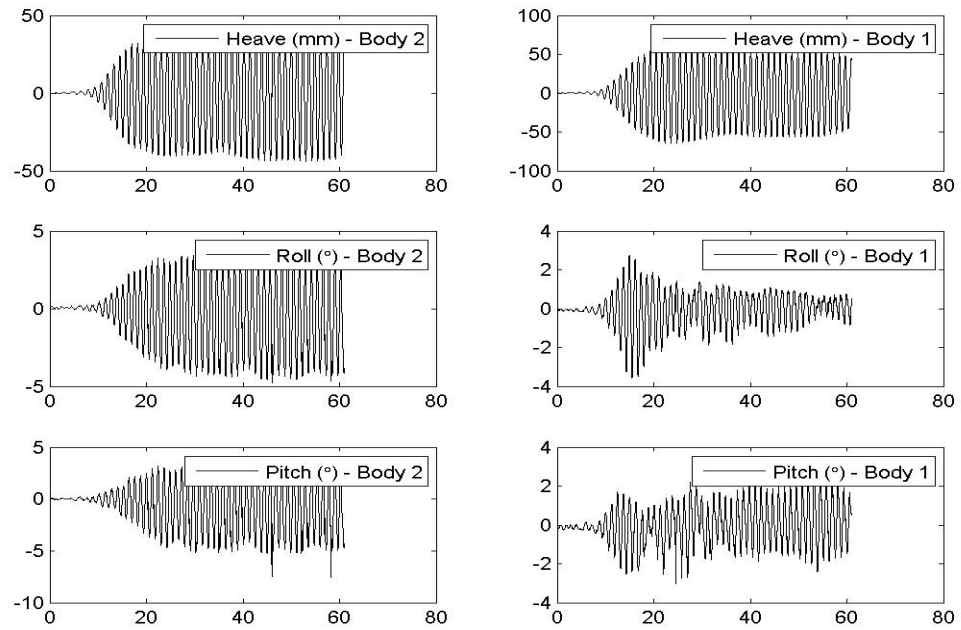 Heave (mm) - Body 2
50
0
-50
0 20 40 60 80
Heave (mm) - Body 1
100
50
0
-50
-100
0 20 40 60 80
Roll (°) - Body 2
5
0
-5
0 20 40 60 80
Roll (°) - Body 1
4
2
0
-2
-4
0 20 40 60 80
Pitch (°) - Body 2
5
0
-5
-10
0 20 40 60 80
Pitch (°) - Body 1
4
2
0
-2
-4
0 20 40 60 80